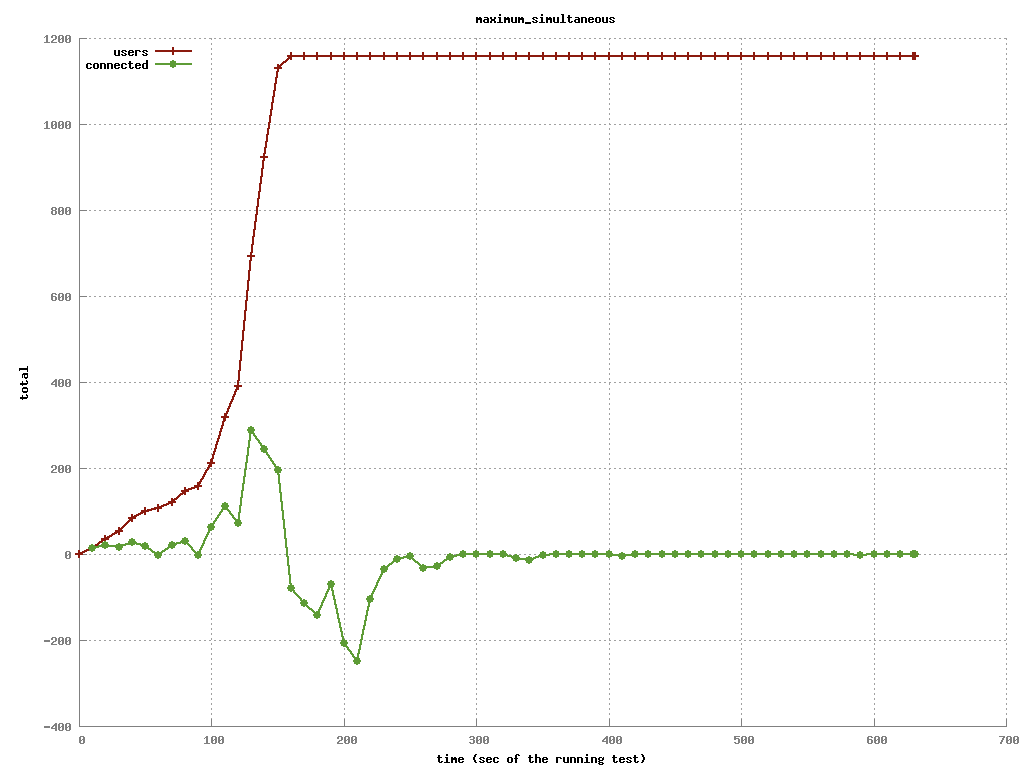 maximum_simultaneous
users
connected
1200
1000
800
600
400
200
0
-200
-400
total
0 100 200 300 400 500 600 700
time (sec of the running test)